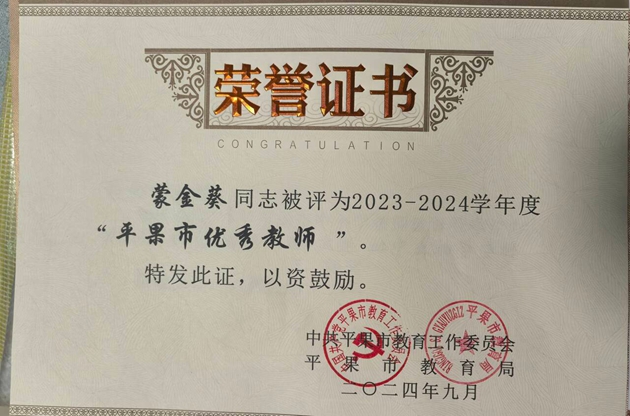 荣誉证书
CONGRATULATION
蒙金葵同志被评为2023-2024学年度
“平果市优秀教师 ”。
特发此证，以资鼓励。
中共平果市教育工作委员会
平果市教育局
二〇二四年九月